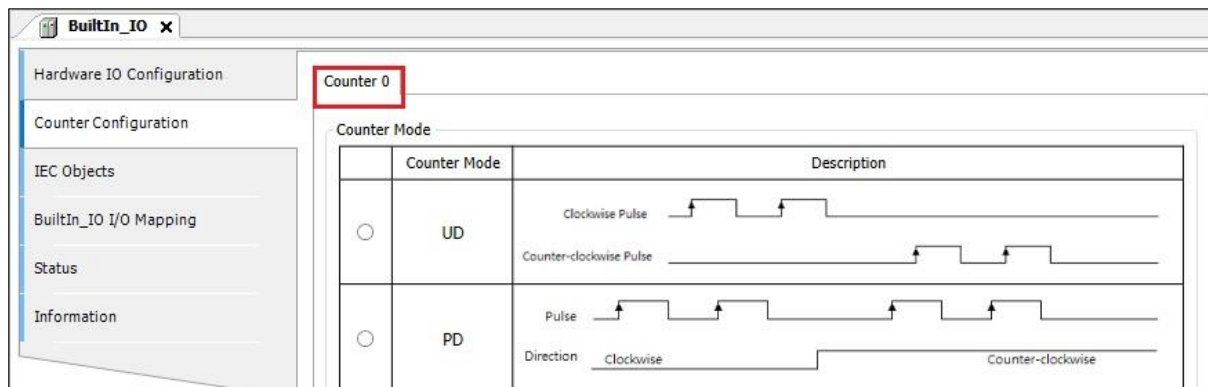 BuiltIn_IO
Hardware IO Configuration
Counter Configuration
IEC Objects
BuiltIn_IO I/O Mapping
Status
Information
Counter 0
Counter Mode
Counter Mode Description
UD
Clockwise Pulse
Counter-clockwise Pulse
PD
Pulse
Direction Clockwise Counter-clockwise